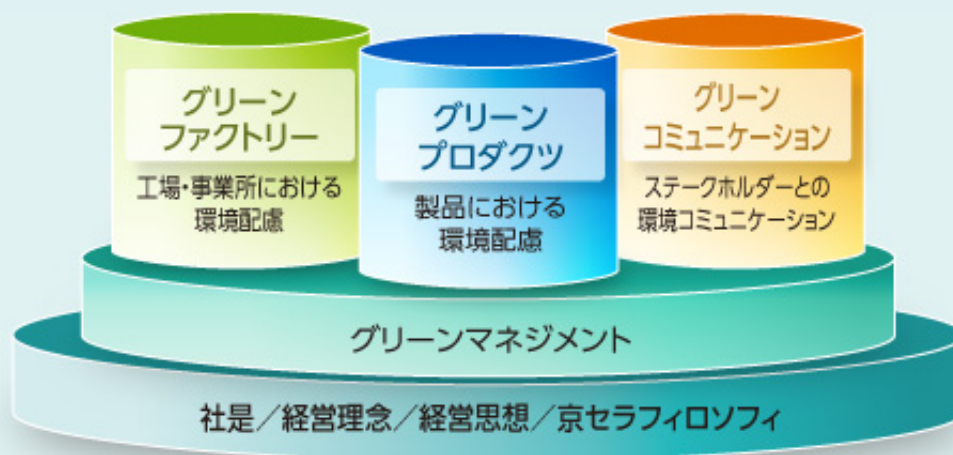 グリーン
ファクトリー
工場・事業所における
環境配慮
グリーン
プロダクツ
製品における
環境配慮
グリーン
コミュニケーション
ステークホルダーとの
環境コミュニケーション
グリーンマネジメント
社是／経営理念／経営思想／京セラフィロソフィ